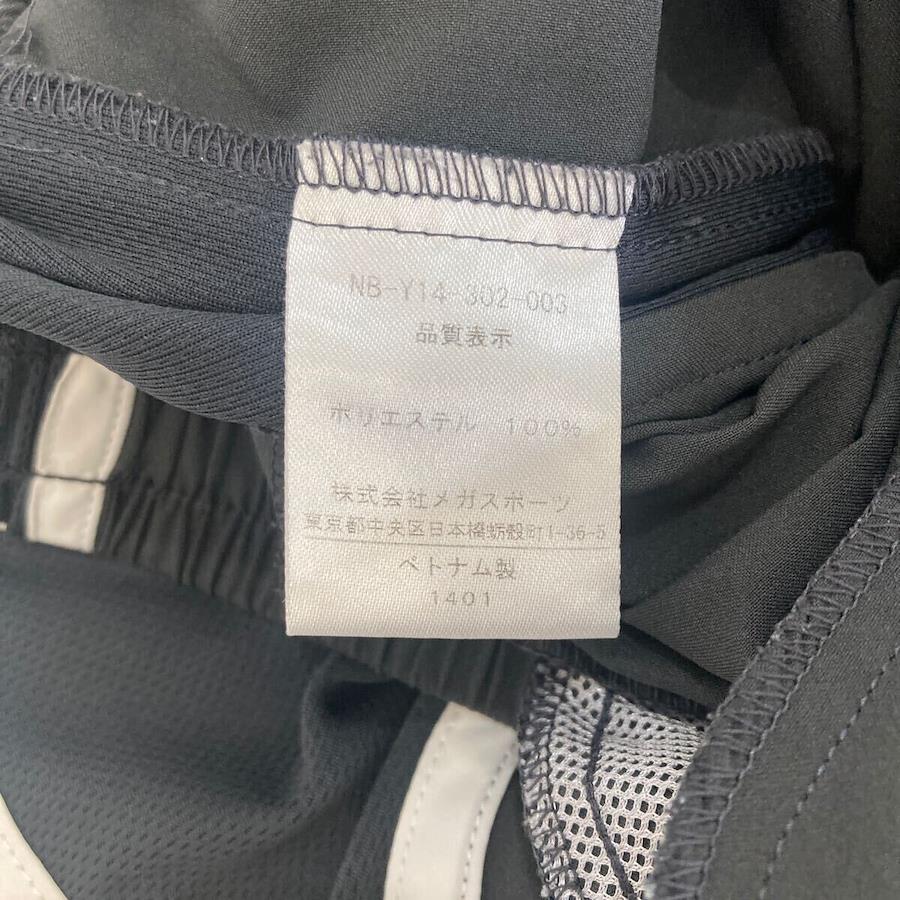 NB-Y14-302-003
品質表示
ポリエステル 100%
株式会社メガスポーツ
東京都中央区日本橋蛎殻町1-36-5
ベトナム製
1401